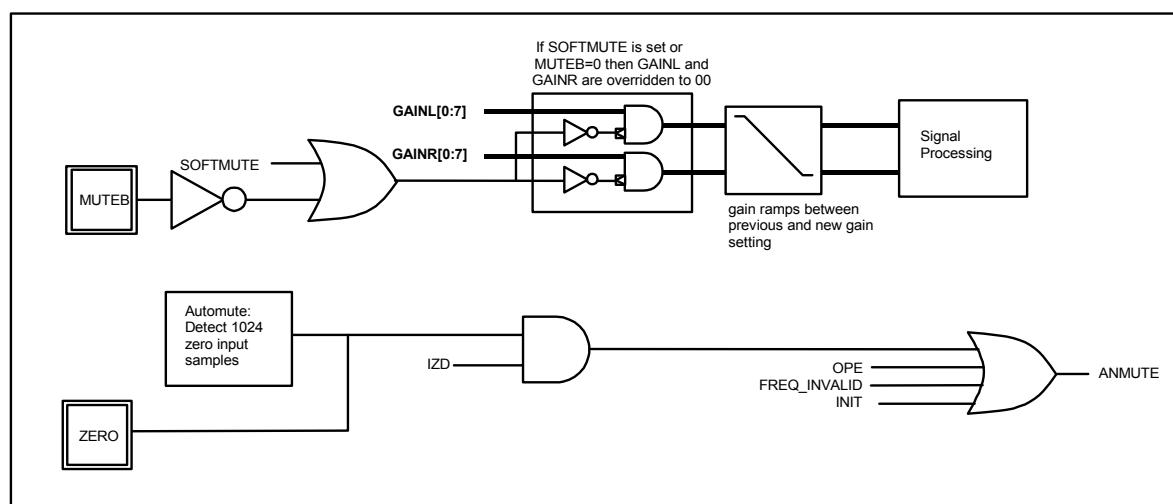 If SOFTMUTE is set or
MUTEB=0 then GAINL and
GAINR are overridden to 00
GAINL[0:7]
GAINR[0:7]
SOFTMUTE
MUTEB
Signal
Processing
gain ramps between
previous and new gain
setting
Automute:
Detect 1024
zero input
samples
IZD
OPE
FREQ_INVALID
INIT
ANMUTE
ZERO